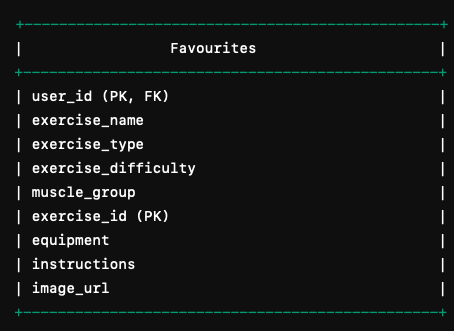 Favourites
user_id (PK, FK)
exercise_name
exercise_type
exercise_difficulty
muscle_group
exercise_id (PK)
equipment
instructions
image_url